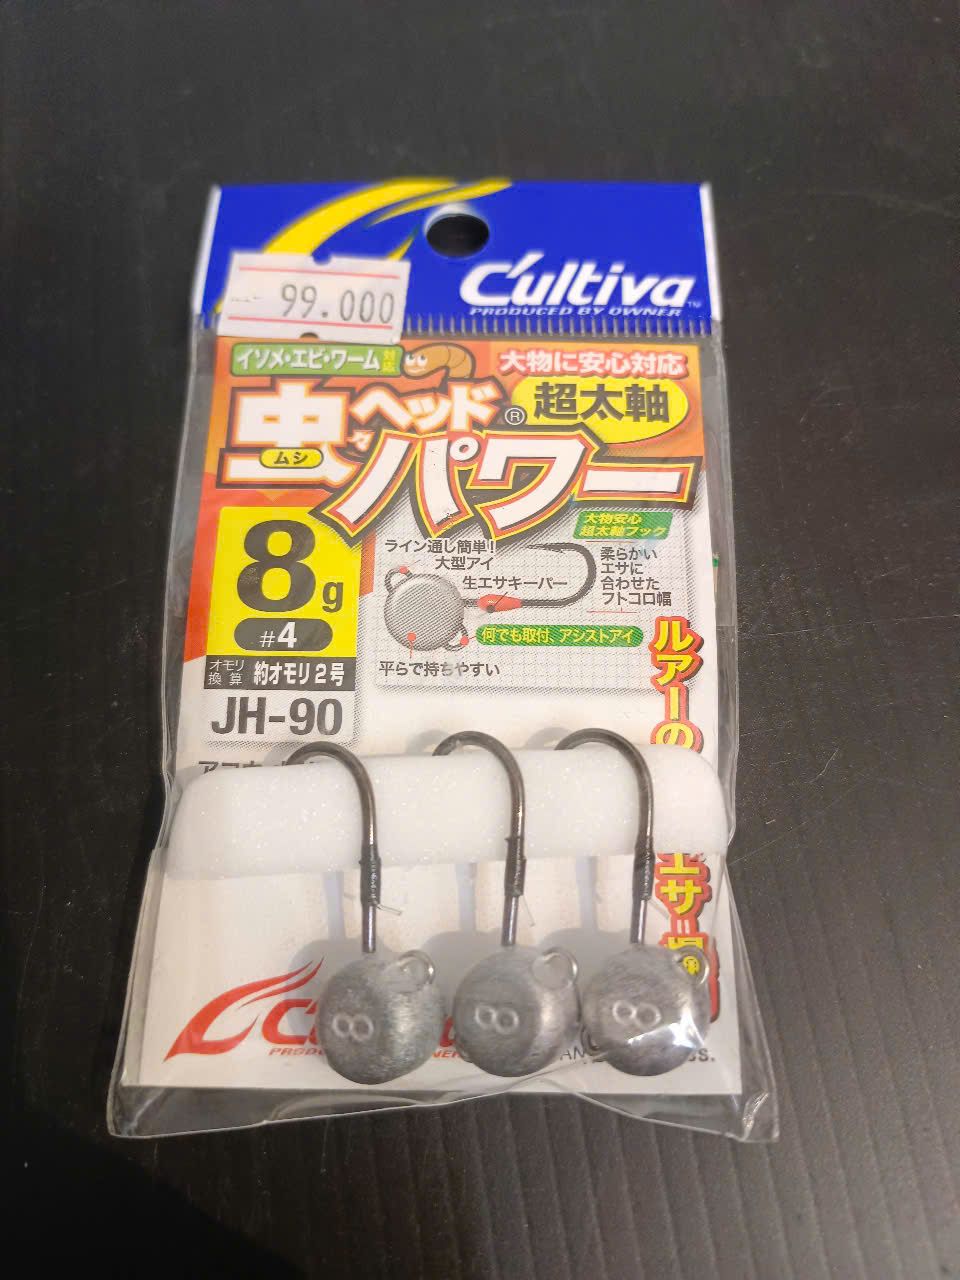 99.000
C'ultiva™
PRODUCED BY OWNER
イソメ・エビ・ワーム対応
大物に安心対応
超太軸
虫ヘッド®
ムシ
パワー
8g
#4
オモリ換算 約オモリ2号
JH-90
大物安心
超太軸フック
ライン通し簡単!
大型アイ
生エサキーパー
柔らかい
エサに
合わせた
フトコロ幅
何でも取付、アシストアイ
平らで持ちやすい
ルアーの
エサ
8
8
8